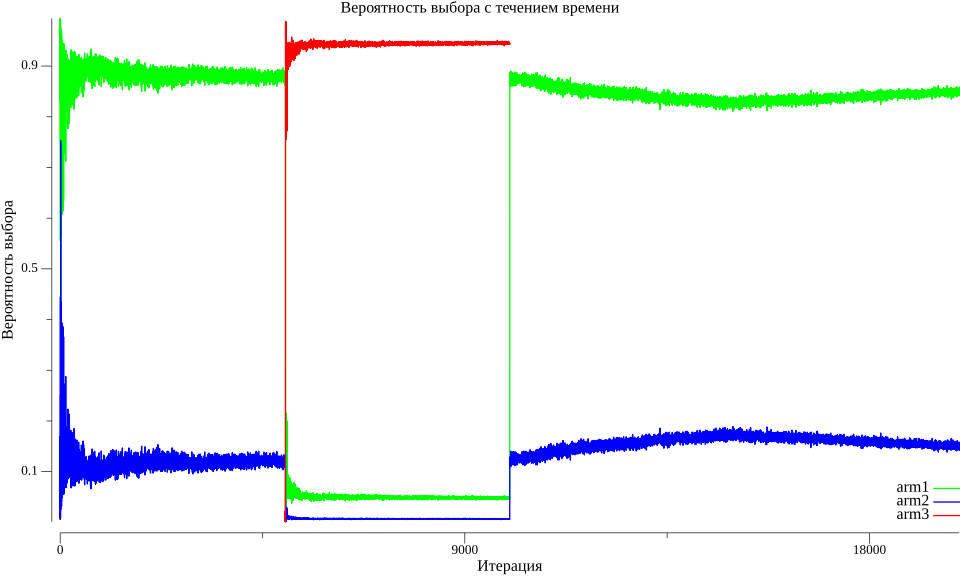 Вероятность выбора с течением времени
Вероятность выбора
0.9
0.5
0.1
arm1
arm2
arm3
0
9000
18000
Итерация